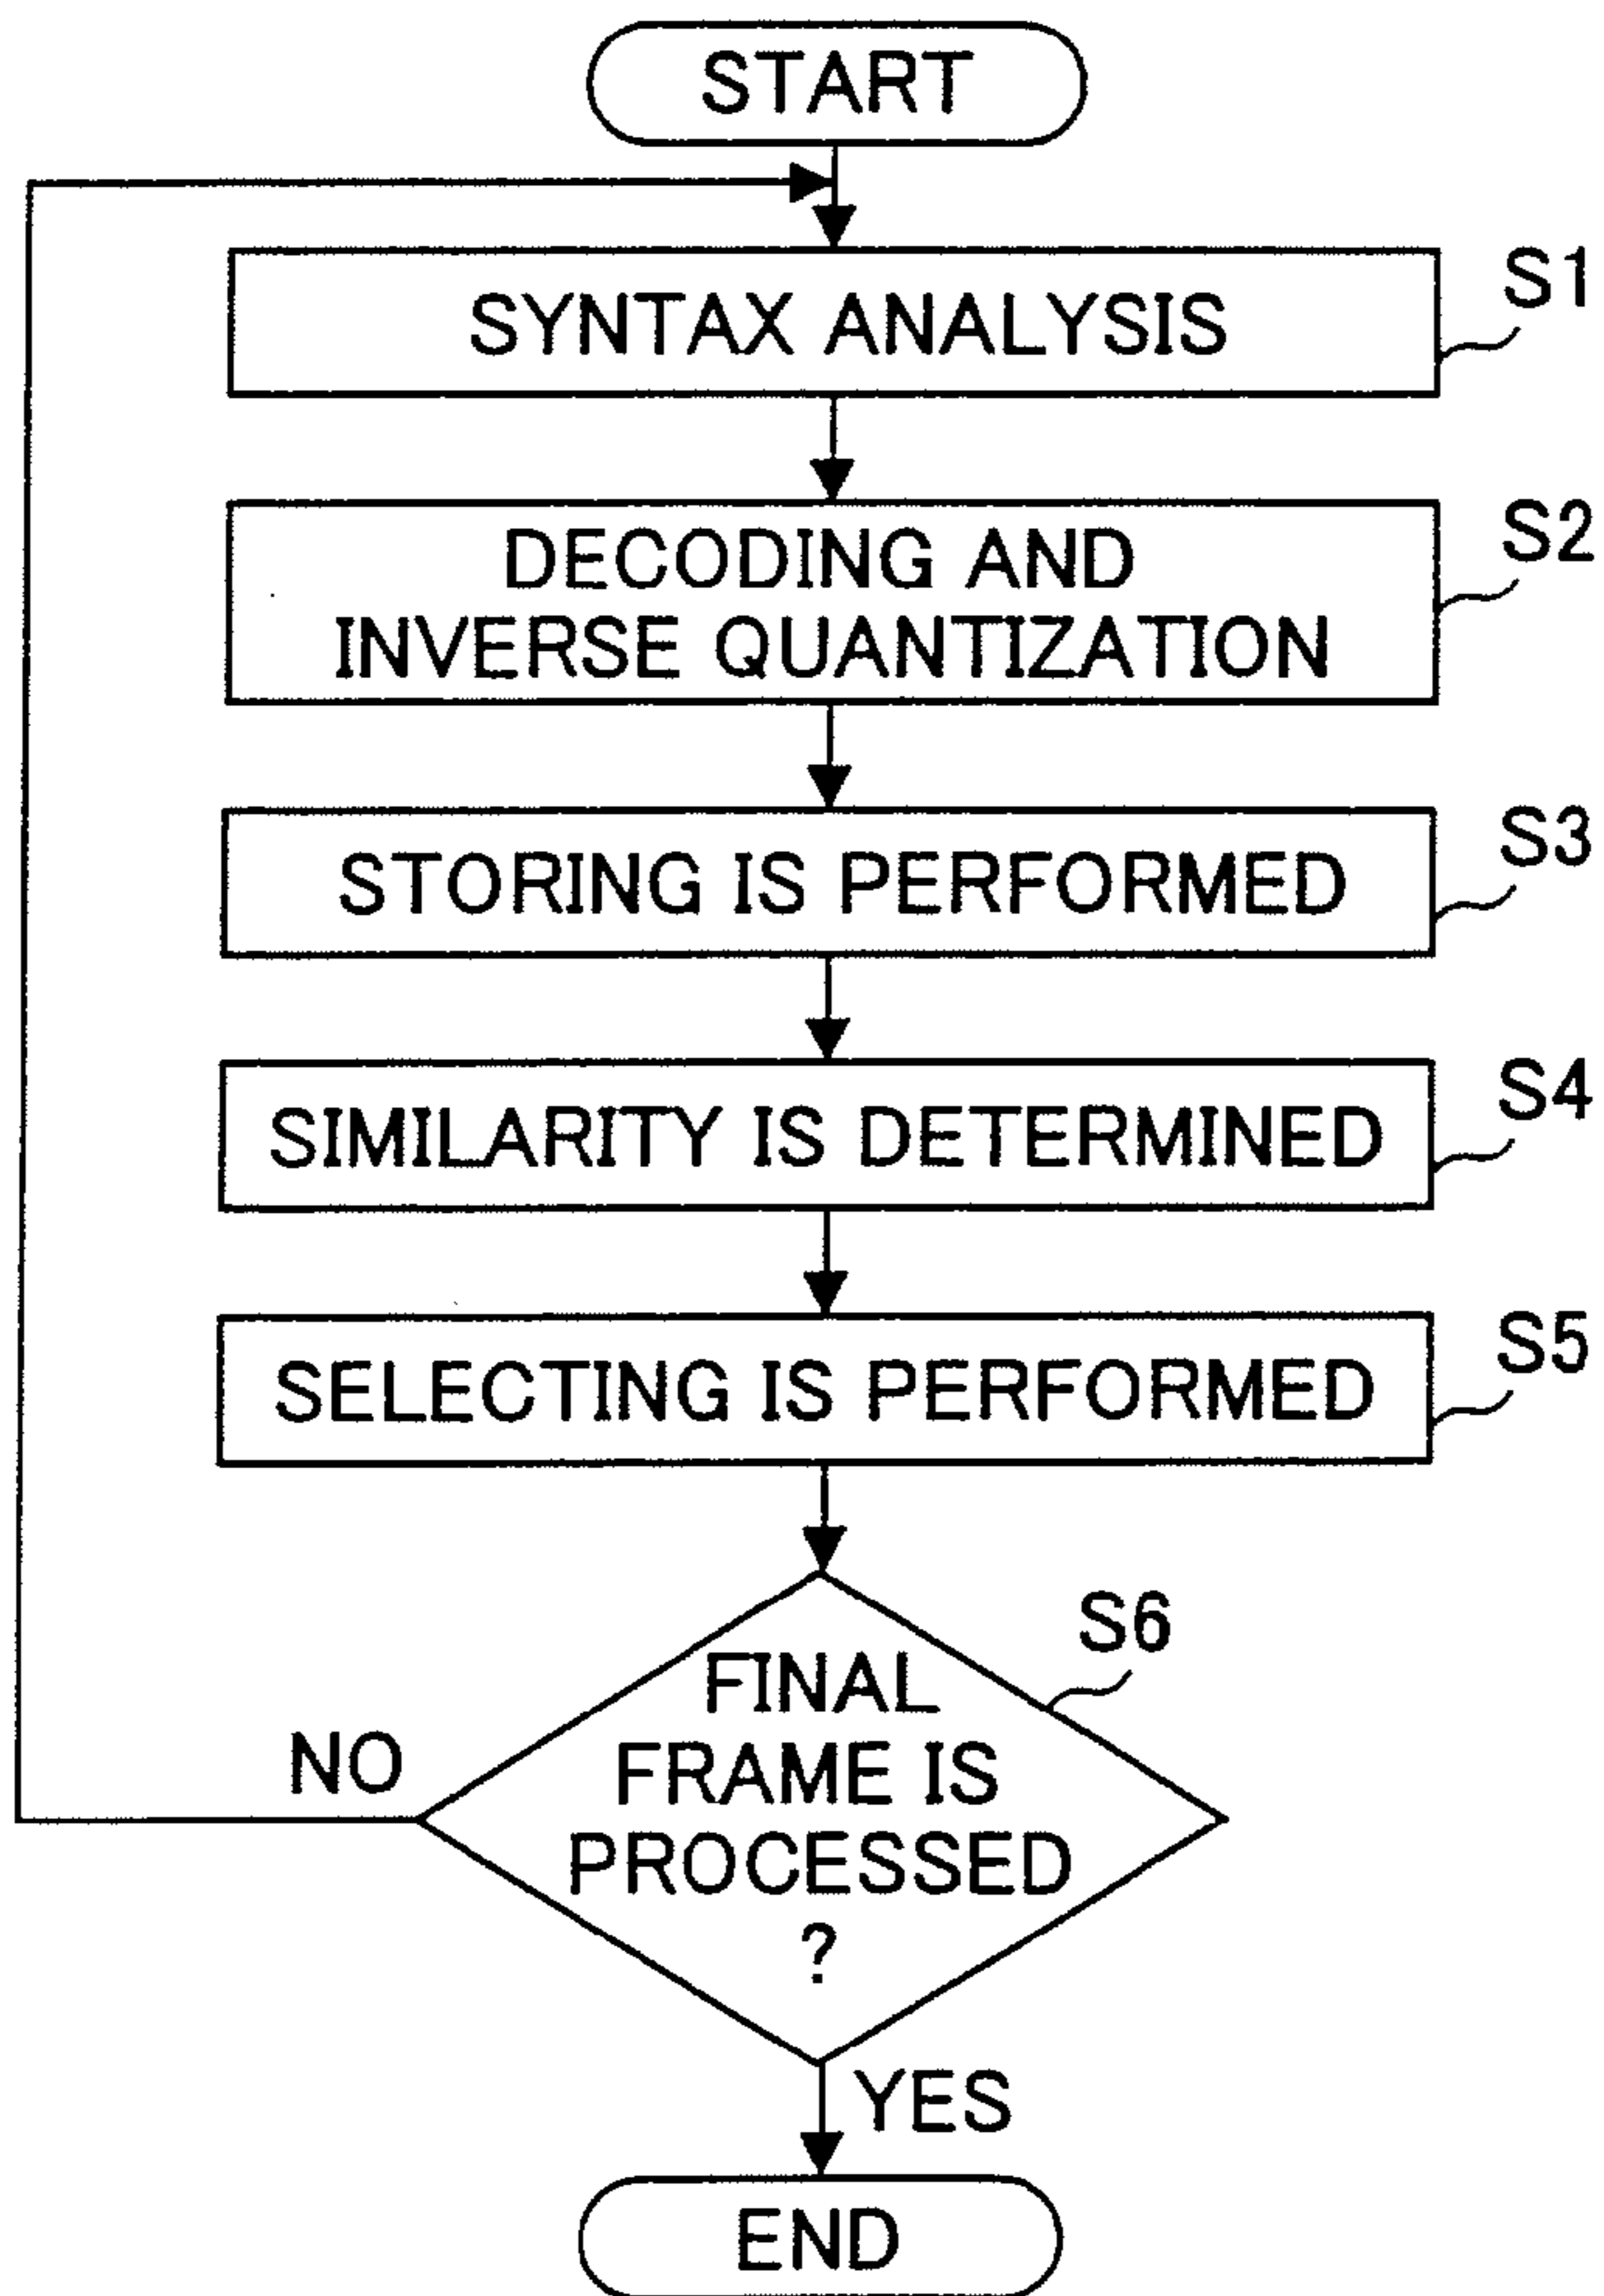 START
SYNTAX ANALYSIS
S1
DECODING AND
INVERSE QUANTIZATION
S2
STORING IS PERFORMED
S3
SIMILARITY IS DETERMINED
S4
SELECTING IS PERFORMED
S5
S6
FINAL
FRAME IS
PROCESSED
?
NO
YES
END